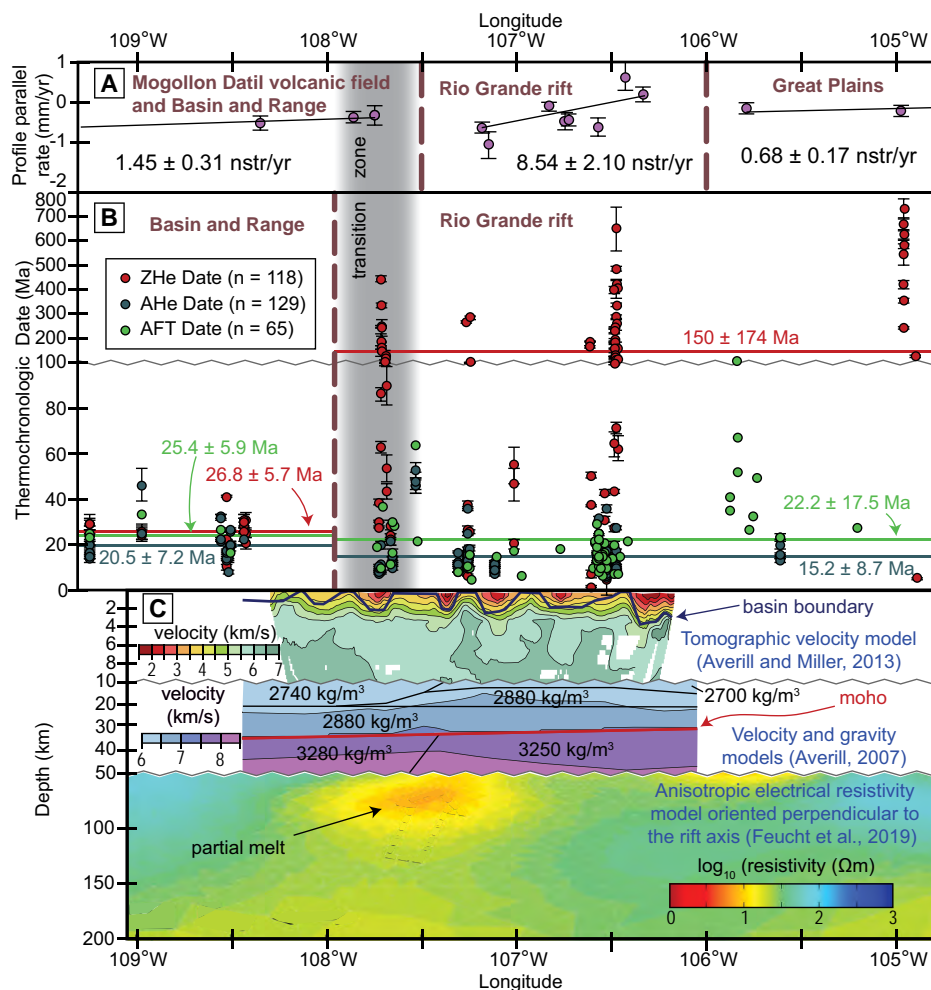 Longitude
109°W
108°W
107°W
106°W
105°W
A
Mogollon Datil volcanic field
and Basin and Range
Rio Grande rift
Great Plains
Profile parallel
rate (mm/yr)
1
0
-1
-2
1.45 ± 0.31 nstr/yr
8.54 ± 2.10 nstr/yr
0.68 ± 0.17 nstr/yr
transition zone
B
Basin and Range
Rio Grande rift
Thermochronologic Date (Ma)
800
700
600
500
400
300
200
100
80
60
40
20
0
ZHe Date (n = 118)
AHe Date (n = 129)
AFT Date (n = 65)
150 ± 174 Ma
25.4 ± 5.9 Ma
26.8 ± 5.7 Ma
20.5 ± 7.2 Ma
22.2 ± 17.5 Ma
15.2 ± 8.7 Ma
C
Depth (km)
2
4
6
8
10
20
30
40
50
100
150
200
velocity (km/s)
2 3 4 5 6 7
basin boundary
Tomographic velocity model
(Averill and Miller, 2013)
velocity
(km/s)
6 7 8
2740 kg/m³
2880 kg/m³
2700 kg/m³
2880 kg/m³
moho
3280 kg/m³
3250 kg/m³
Velocity and gravity
models (Averill, 2007)
Anisotropic electrical resistivity
model oriented perpendicular to
the rift axis (Feucht et al., 2019)
partial melt
log₁₀ (resistivity (Ωm)
0 1 2 3
109°W
108°W
107°W
106°W
105°W
Longitude